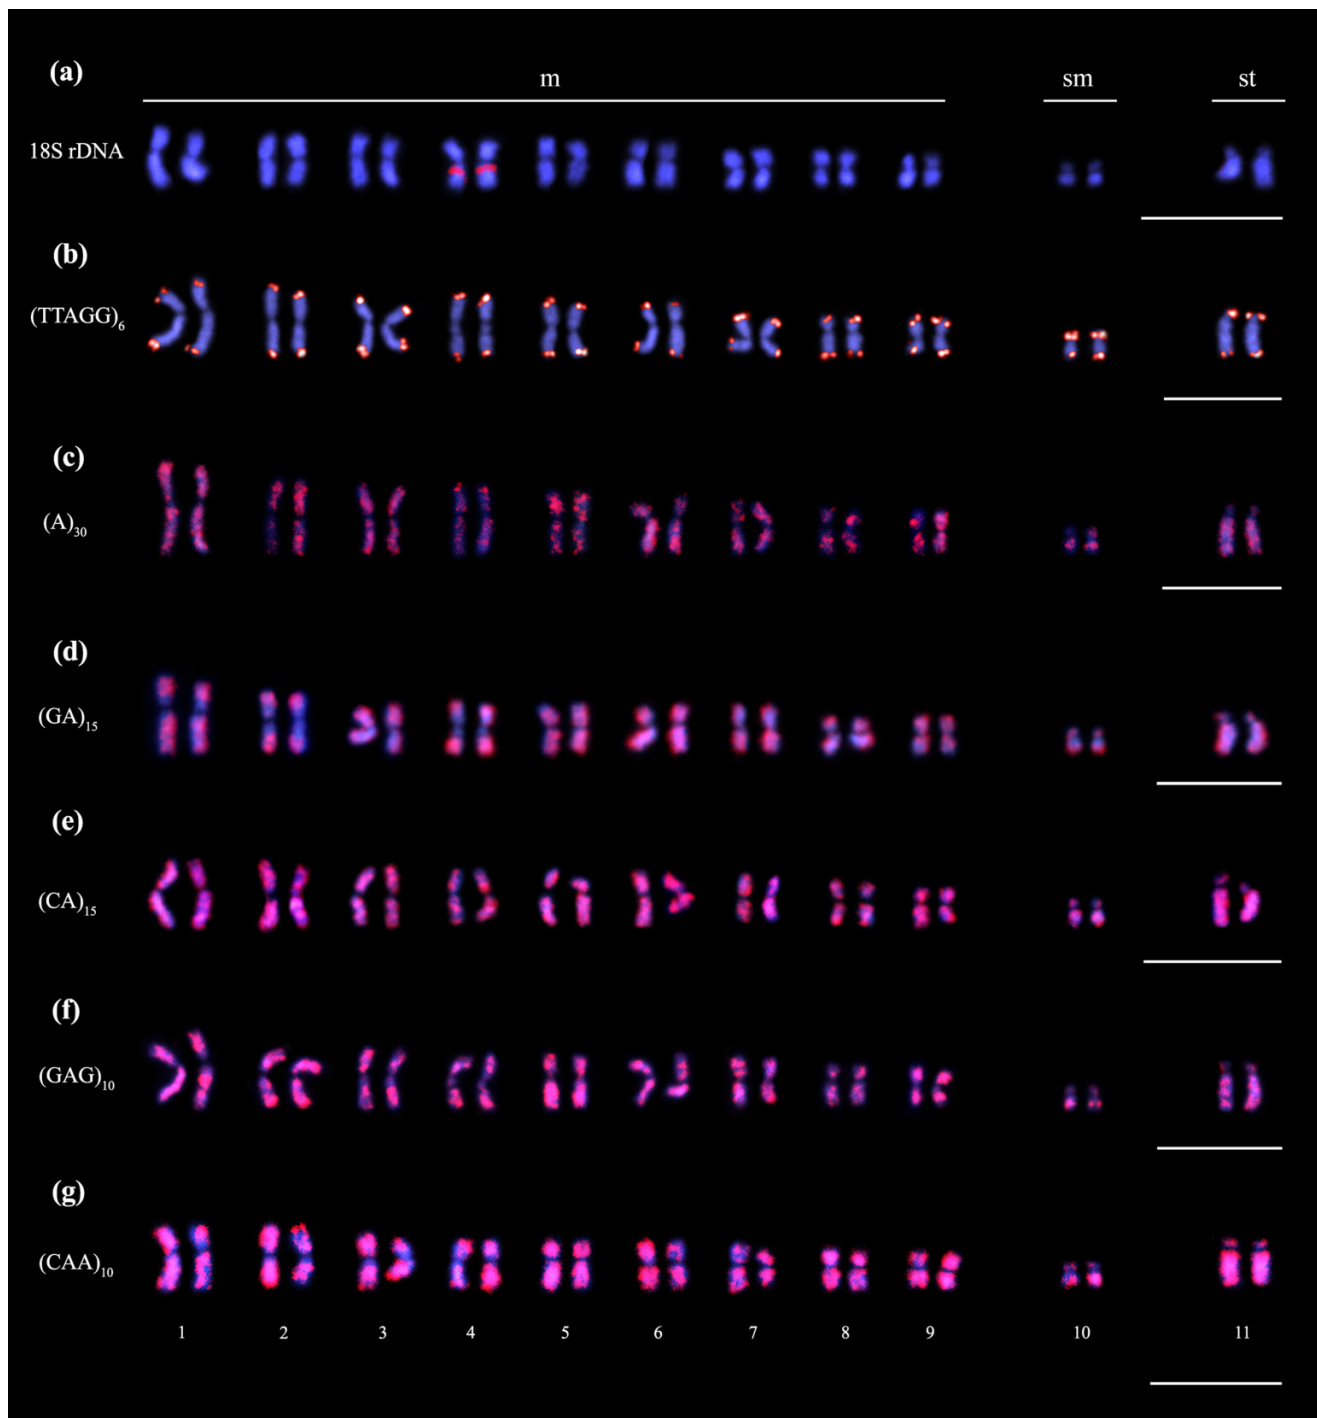 (a)
m sm st
18S rDNA
(b)
(TTAGG)₆
(c)
(A)₃₀
(d)
(GA)₁₅
(e)
(CA)₁₅
(f)
(GAG)₁₀
(g)
(CAA)₁₀
1 2 3 4 5 6 7 8 9 10 11